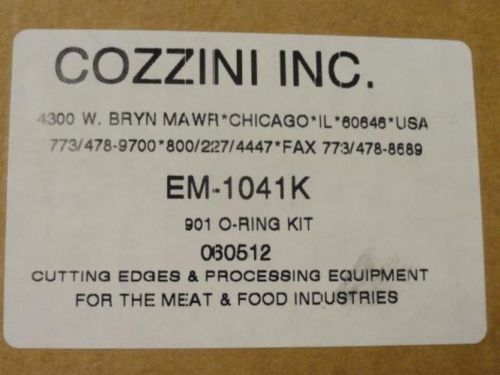 COZZINI INC.
4300 W. BRYN MAWR*CHICAGO*IL*60646*USA
773/478-9700*800/227/4447*FAX 773/478-8689
EM-1041K
901 O-RING KIT
060512
CUTTING EDGES & PROCESSING EQUIPMENT
FOR THE MEAT & FOOD INDUSTRIES